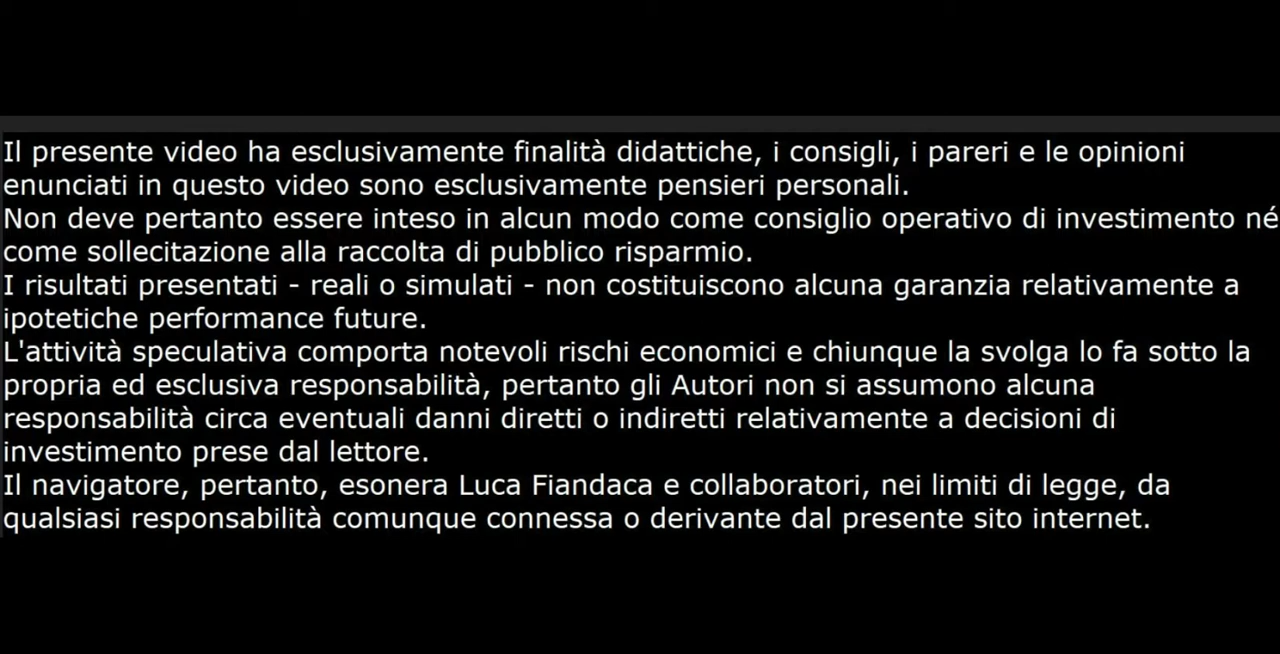 Il presente video ha esclusivamente finalità didattiche, i consigli, i pareri e le opinioni
enunciati in questo video sono esclusivamente pensieri personali.
Non deve pertanto essere inteso in alcun modo come consiglio operativo di investimento né
come sollecitazione alla raccolta di pubblico risparmio.
I risultati presentati - reali o simulati - non costituiscono alcuna garanzia relativamente a
ipotetiche performance future.
L'attività speculativa comporta notevoli rischi economici e chiunque la svolga lo fa sotto la
propria ed esclusiva responsabilità, pertanto gli Autori non si assumono alcuna
responsabilità circa eventuali danni diretti o indiretti relativamente a decisioni di
investimento prese dal lettore.
Il navigatore, pertanto, esonera Luca Fiandaca e collaboratori, nei limiti di legge, da
qualsiasi responsabilità comunque connessa o derivante dal presente sito internet.